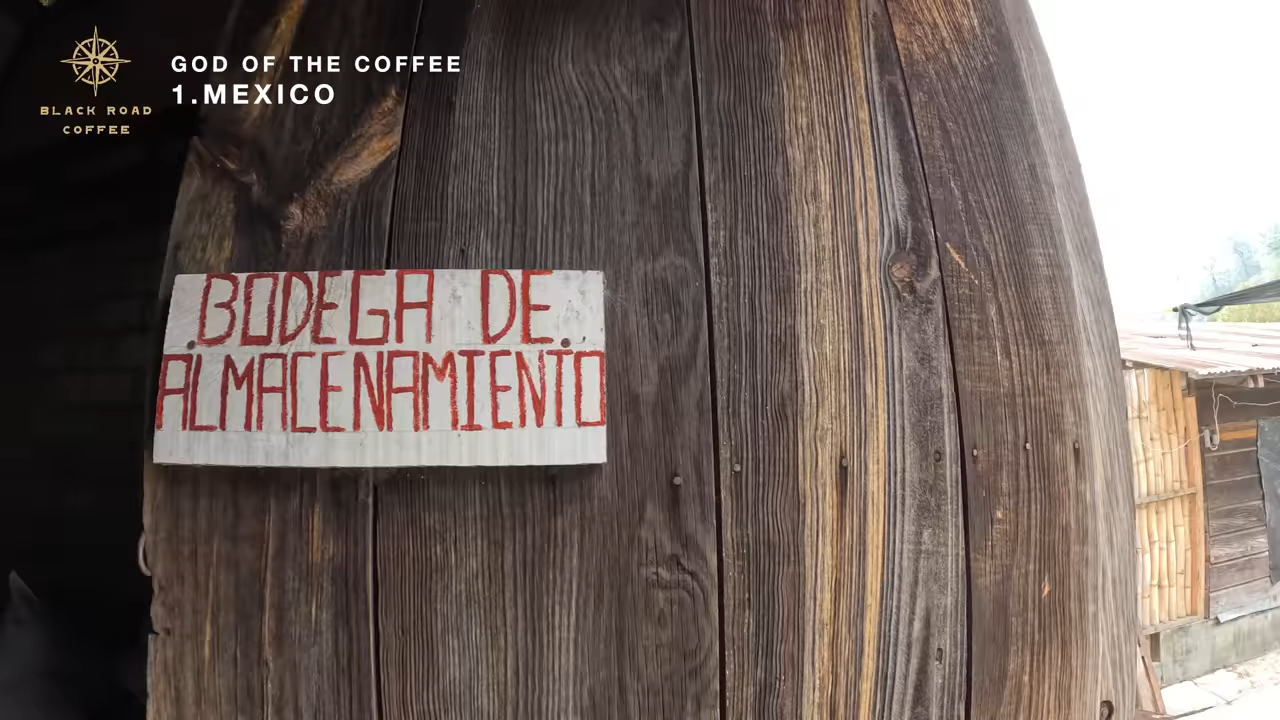 BLACK ROAD
COFFEE
GOD OF THE COFFEE
1.MEXICO
BODEGA DE
ALMACENAMIENTO